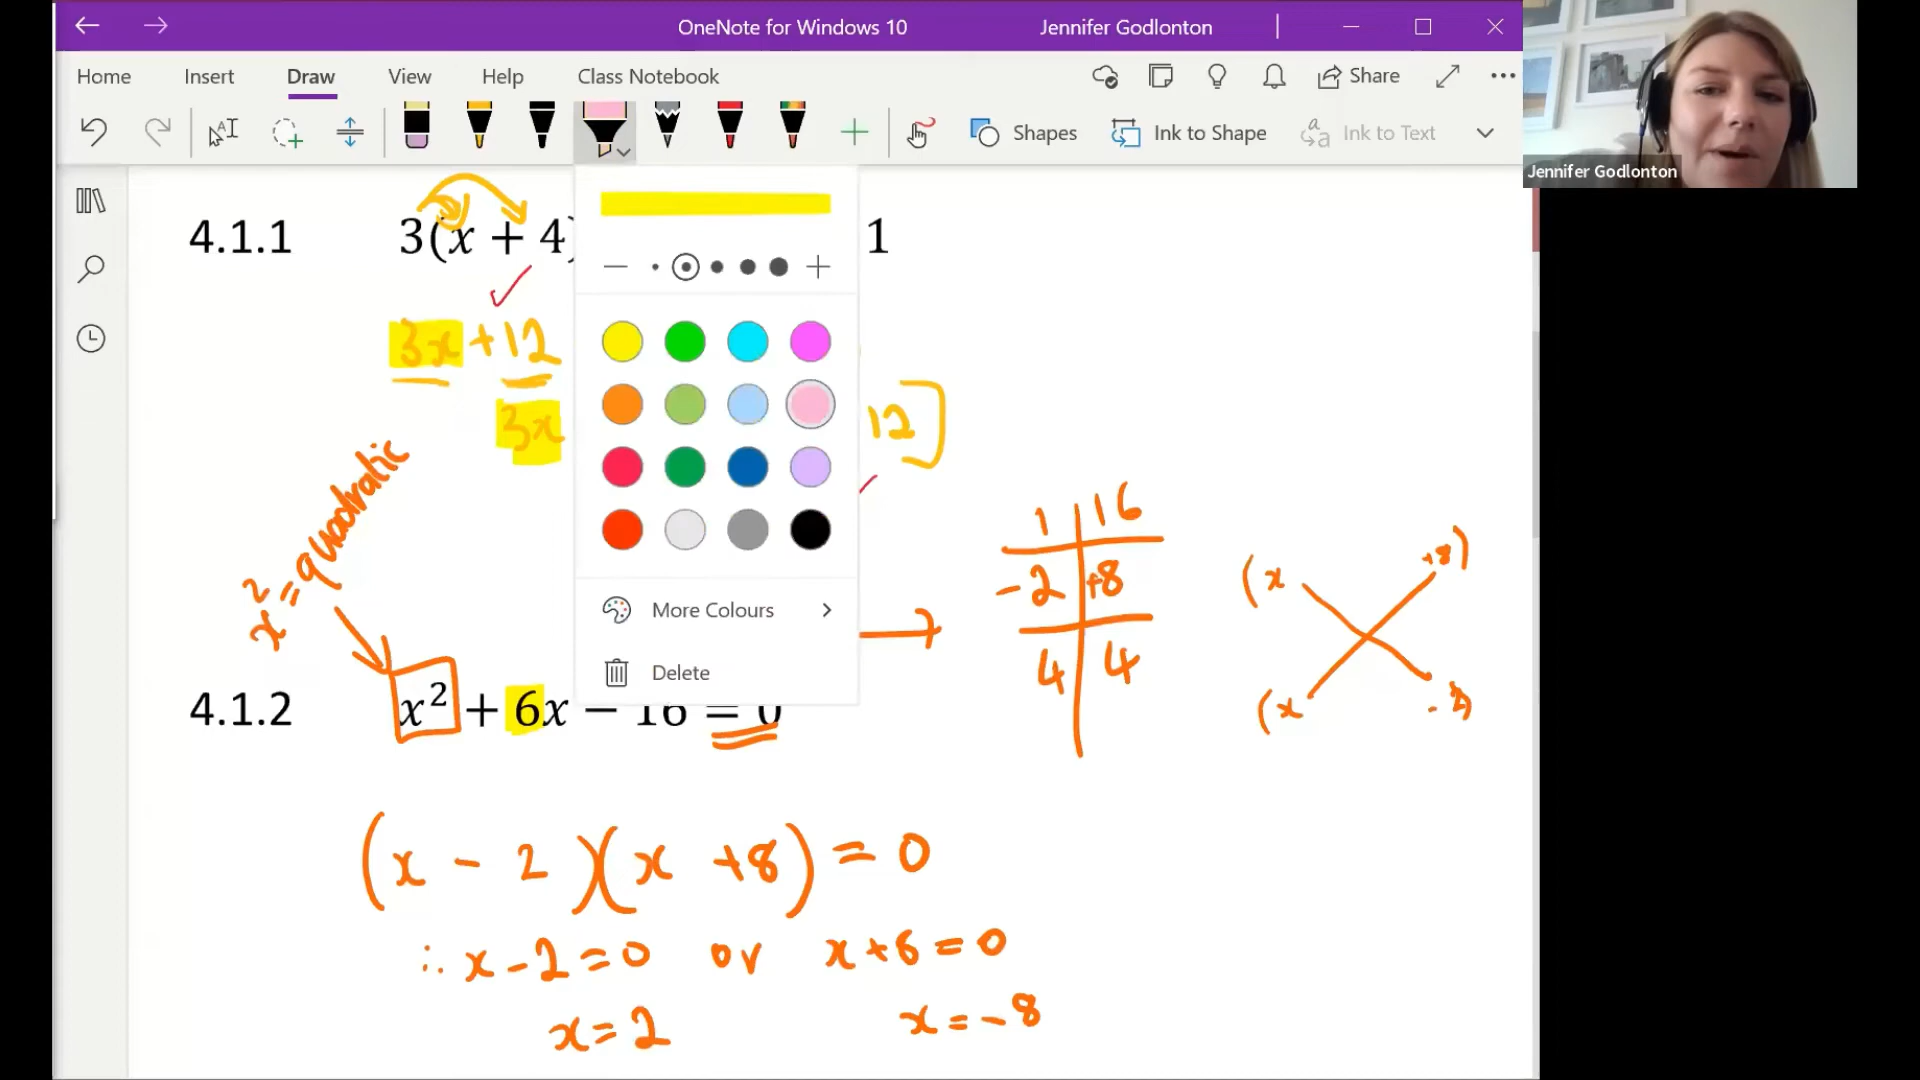 OneNote for Windows 10 Jennifer Godlonton
Home Insert Draw View Help Class Notebook Share
Shapes Ink to Shape Ink to Text
Jennifer Godlonton
4.1.1 3(x + 4) 1
3x + 12
3x 12
x² = quadratic
More Colours
Delete
1 16
-2 +8
4 4
(x +8)
(x -2)
4.1.2 x² + 6x − 16 = 0
(x - 2)(x +8) = 0
∴ x - 2 = 0 or x + 8 = 0
x = 2 x = -8